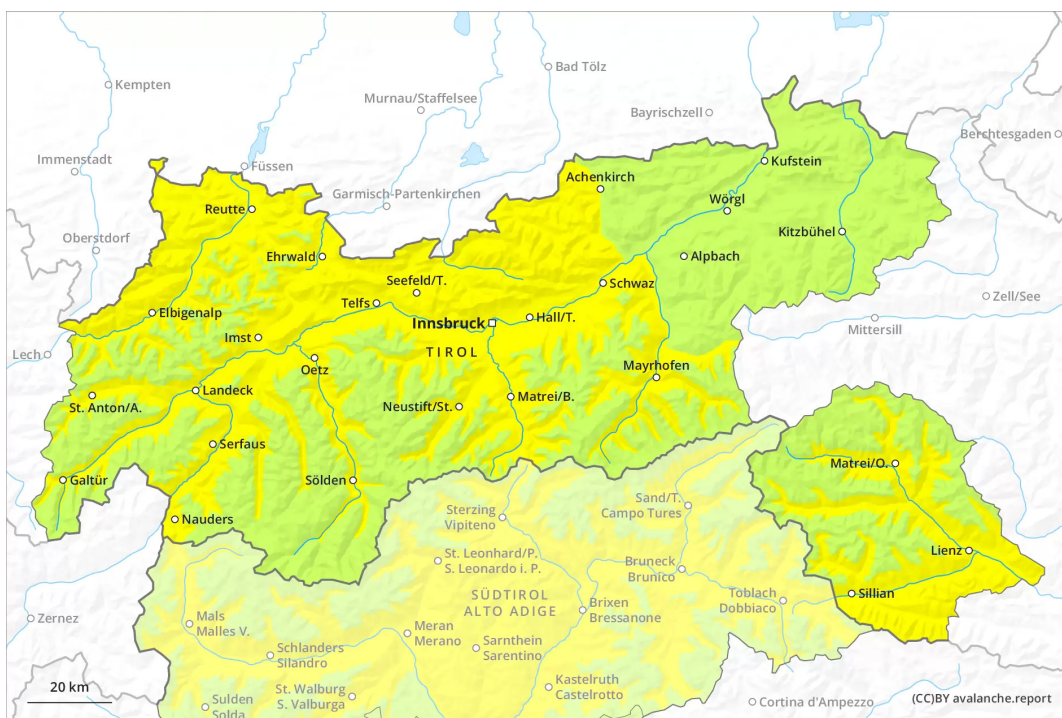 Kempten
Bad Tölz
Murnau/Staffelsee
Bayrischzell
Berchtesgaden
Immenstadt
Füssen
Kufstein
Garmisch-Partenkirchen
Achenkirch
Reutte
Wörgl
Oberstdorf
Kitzbühel
Ehrwald
Alpbach
Seefeld/T.
Schwaz
Zell/See
Telfs
Elbigenalp
Hall/T.
Innsbruck
Mittersill
Imst
Lech
TIROL
Oetz
Mayrhofen
Landeck
St. Anton/A.
Neustift/St.
Matrei/B.
Serfaus
Matrei/O.
Galtür
Sölden
Sand/T.
Campo Tures
Sterzing
Vipiteno
Nauders
Lienz
St. Leonhard/P.
S. Leonardo i. P.
Bruneck
Brunico
SÜDTIROL
ALTO ADIGE
Sillian
Toblach
Dobbiaco
Brixen
Bressanone
Zernez
Mals
Malles V.
Meran
Merano
Sarnthein
Sarentino
Schlanders
Silandro
Kastelruth
Castelrotto
20 km
St. Walburg
S. Valburga
Sulden
Solda
Cortina d'Ampezzo
(CC)BY avalanche.report